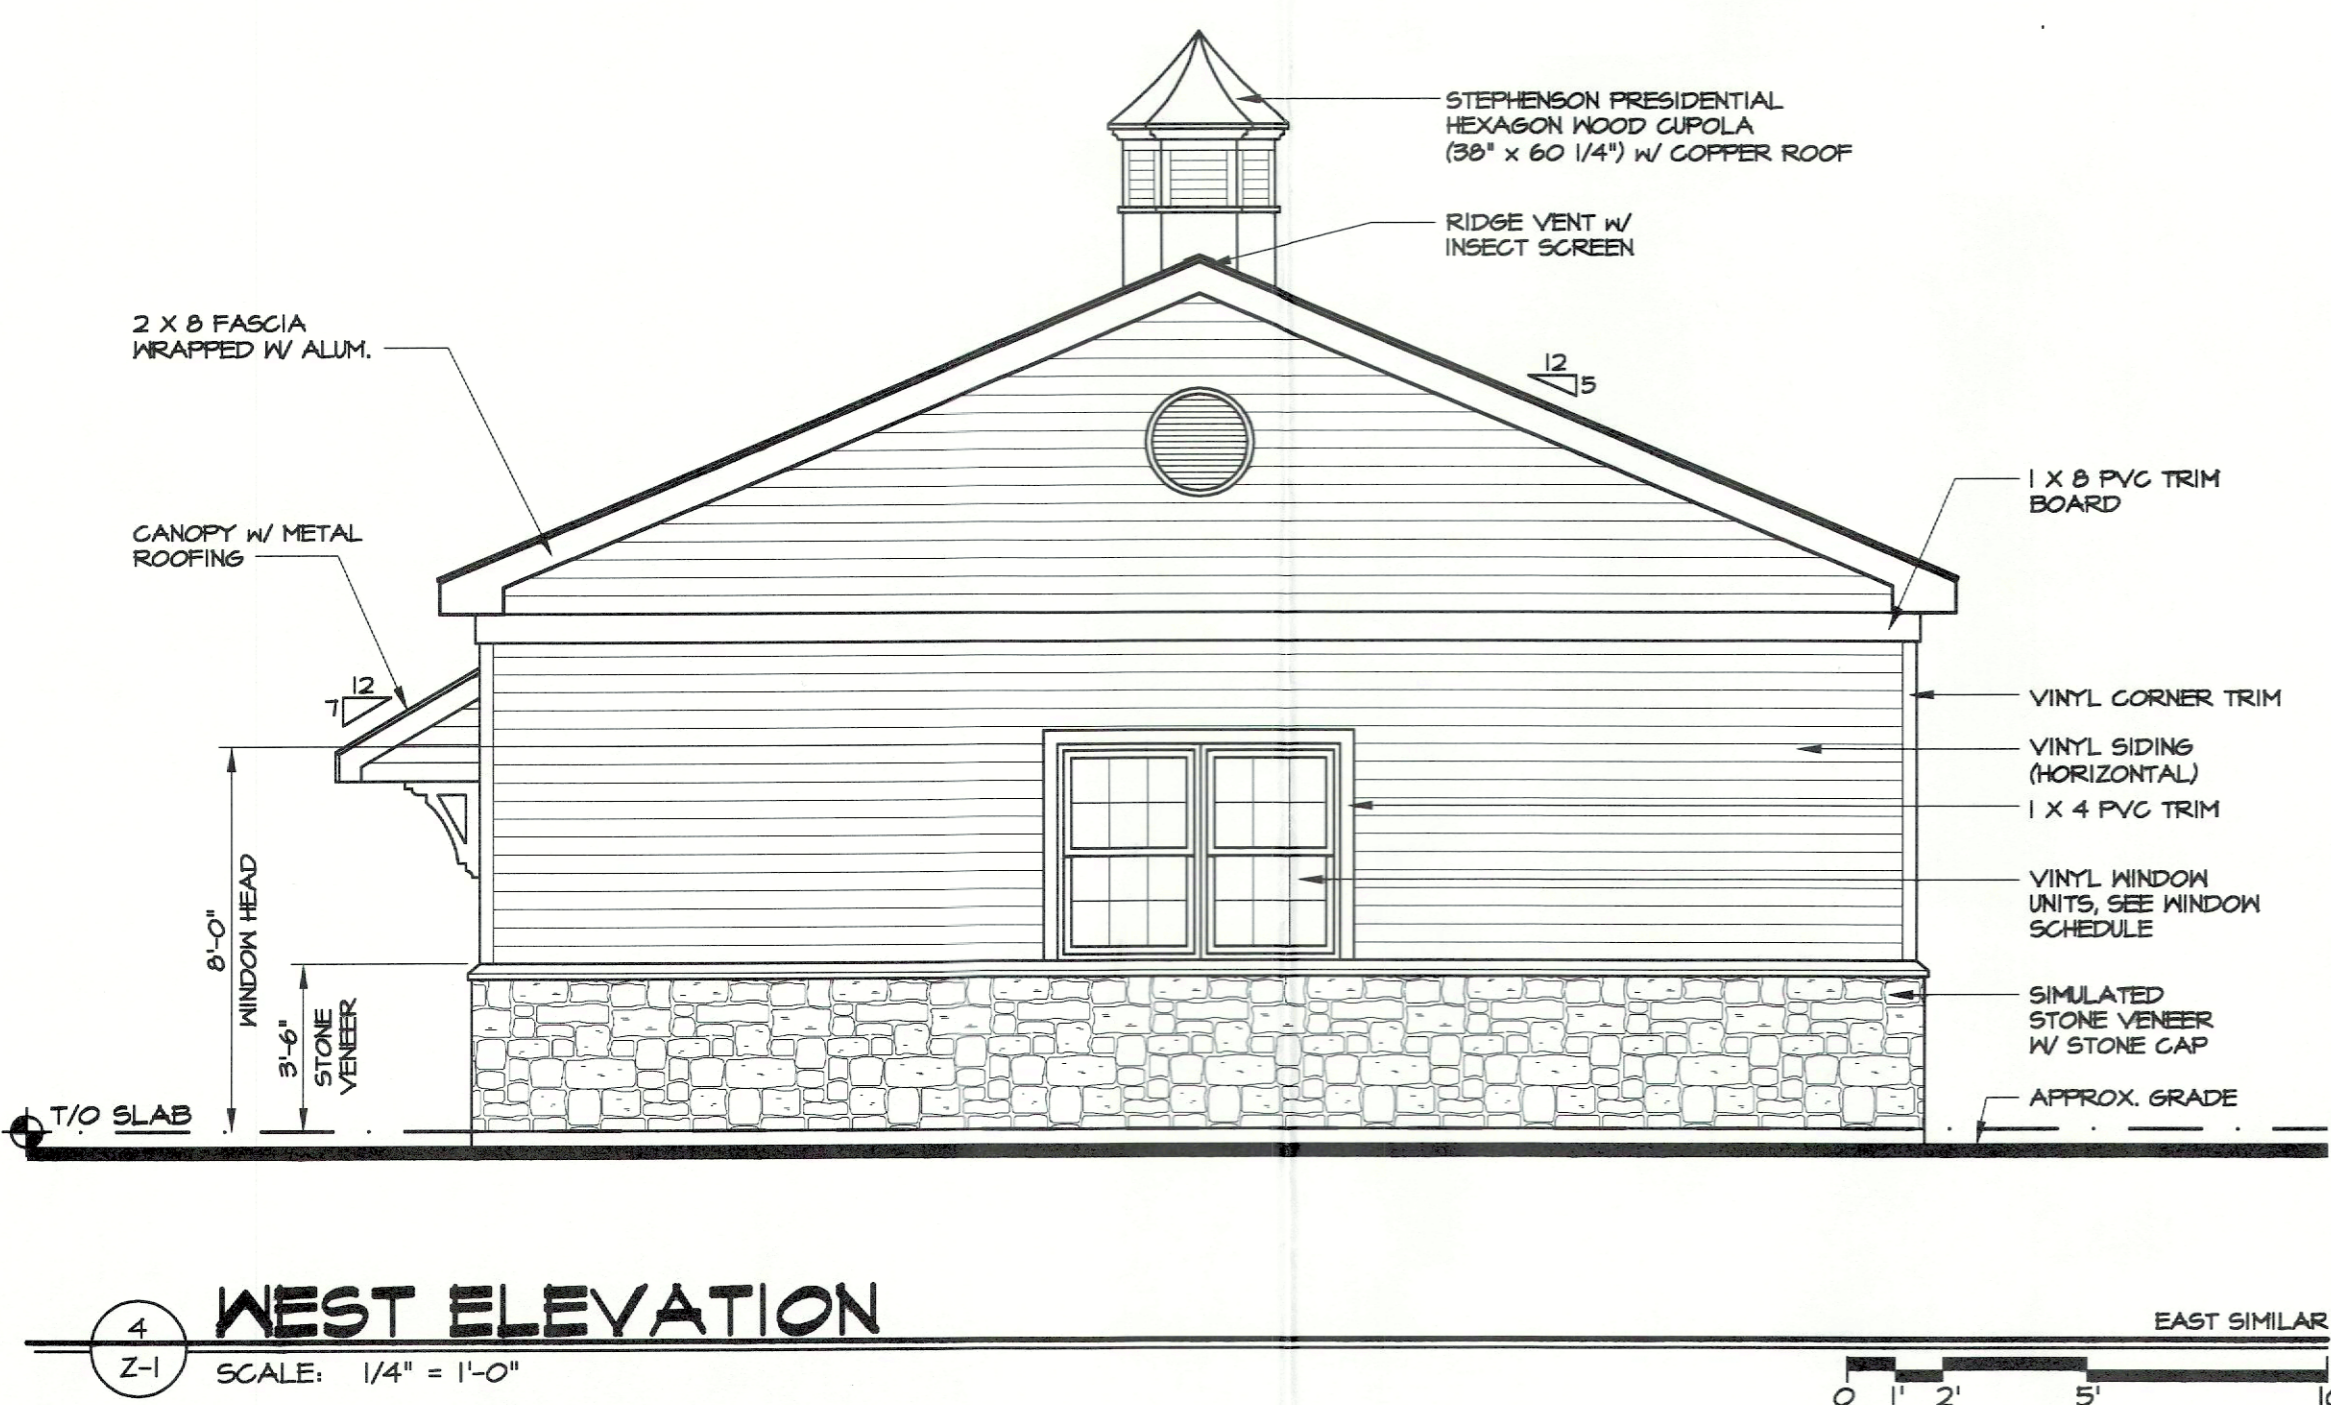 STEPHENSON PRESIDENTIAL
HEXAGON WOOD CUPOLA
(38" x 60 1/4") w/ COPPER ROOF
RIDGE VENT w/
INSECT SCREEN
2 X 8 FASCIA
WRAPPED W/ ALUM.
12
5
1 X 8 PVC TRIM
BOARD
CANOPY w/ METAL
ROOFING
12
7
VINYL CORNER TRIM
VINYL SIDING
(HORIZONTAL)
1 X 4 PVC TRIM
VINYL WINDOW
UNITS, SEE WINDOW
SCHEDULE
8'-0"
WINDOW HEAD
3'-6"
STONE
VENEER
SIMULATED
STONE VENEER
W/ STONE CAP
APPROX. GRADE
T/O SLAB
4
Z-1
WEST ELEVATION
SCALE: 1/4" = 1'-0"
EAST SIMILAR
0 1' 2' 5'